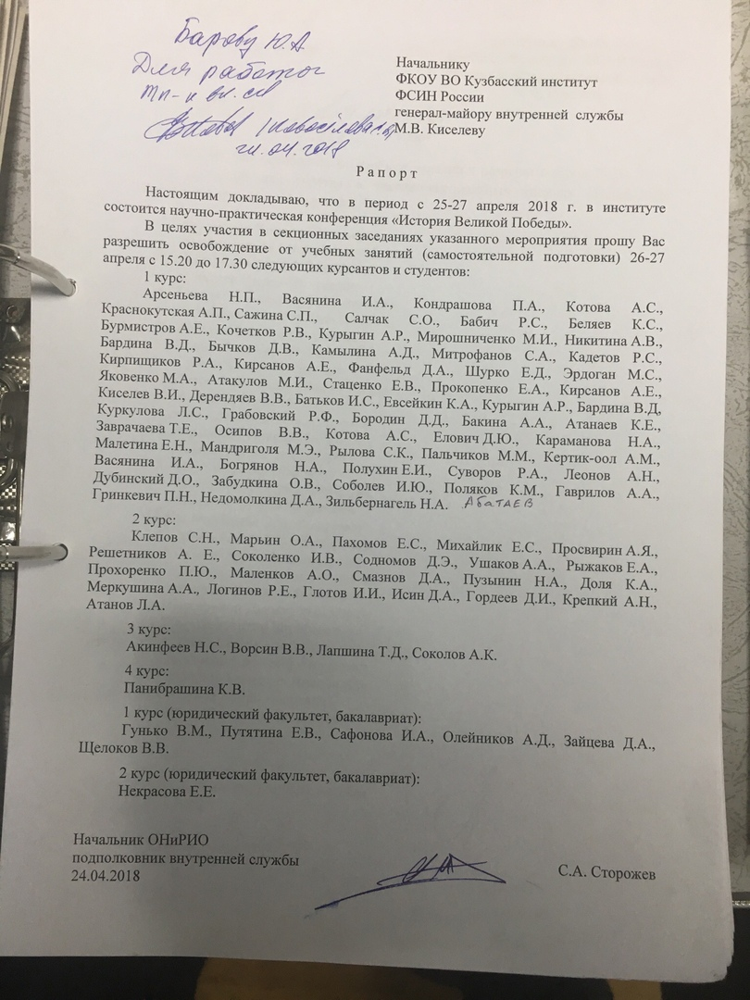 Барову Ю.А
Для работы
Начальнику
ФКОУ ВО Кузбасский институт
ФСИН России
генерал-майору внутренней службы
М.В. Киселеву
24.04.2018
Р а п о р т
Настоящим докладываю, что в период с 25-27 апреля 2018 г. в институте
состоится научно-практическая конференция «История Великой Победы».
В целях участия в секционных заседаниях указанного мероприятия прошу Вас
разрешить освобождение от учебных занятий (самостоятельной подготовки) 26-27
апреля с 15.20 до 17.30 следующих курсантов и студентов:
1 курс:
Арсеньева Н.П., Васянина И.А., Кондрашова П.А., Котова А.С.,
Краснокутская А.П., Сажина С.П., Салчак С.О., Бабич Р.С., Беляев К.С.,
Бурмистров А.Е., Кочетков Р.В., Курыгин А.Р., Мирошниченко М.И., Никитина А.В.,
Бардина В.Д., Бычков Д.В., Камылина А.Д., Митрофанов С.А., Кадетов Р.С.,
Кирпищиков Р.А., Кирсанов А.Е., Фанфельд Д.А., Шурко Е.Д., Эрдоган М.С.,
Яковенко М.А., Атакулов М.И., Стаценко Е.В., Прокопенко Е.А., Кирсанов А.Е.,
Киселев В.И., Дерендяев В.В., Батьков И.С., Евсейкин К.А., Курыгин А.Р., Бардина В.Д,
Куркулова Л.С., Грабовский Р.Ф., Бородин Д.Д., Бакина А.А., Атанаев К.Е.,
Заврачаева Т.Е., Осипов В.В., Котова А.С., Елович Д.Ю., Караманова Н.А.,
Малетина Е.Н., Мандриголя М.Э., Рылова С.К., Пальчиков М.М., Кертик-оол А.М.,
Васянина И.А., Богрянов Н.А., Полухин Е.И., Суворов Р.А., Леонов А.Н.,
Дубинский Д.О., Забудкина О.В., Соболев И.Ю., Поляков К.М., Гаврилов А.А.,
Гринкевич П.Н., Недомолкина Д.А., Зильбернагель Н.А. Абатаев
2 курс:
Клепов С.Н., Марьин О.А., Пахомов Е.С., Михайлик Е.С., Просвирин А.Я.,
Решетников А. Е., Соколенко И.В., Содномов Д.Э., Ушаков А.А., Рыжаков Е.А.,
Прохоренко П.Ю., Маленков А.О., Смазнов Д.А., Пузынин Н.А., Доля К.А.,
Меркушина А.А., Логинов Р.Е., Глотов И.И., Исин Д.А., Гордеев Д.И., Крепкий А.Н.,
Атанов Л.А.
3 курс:
Акинфеев Н.С., Ворсин В.В., Лапшина Т.Д., Соколов А.К.
4 курс:
Панибрашина К.В.
1 курс (юридический факультет, бакалавриат):
Гунько В.М., Путятина Е.В., Сафонова И.А., Олейников А.Д., Зайцева Д.А.,
Щелоков В.В.
2 курс (юридический факультет, бакалавриат):
Некрасова Е.Е.
Начальник ОНиРИО
подполковник внутренней службы
24.04.2018
С.А. Сторожев